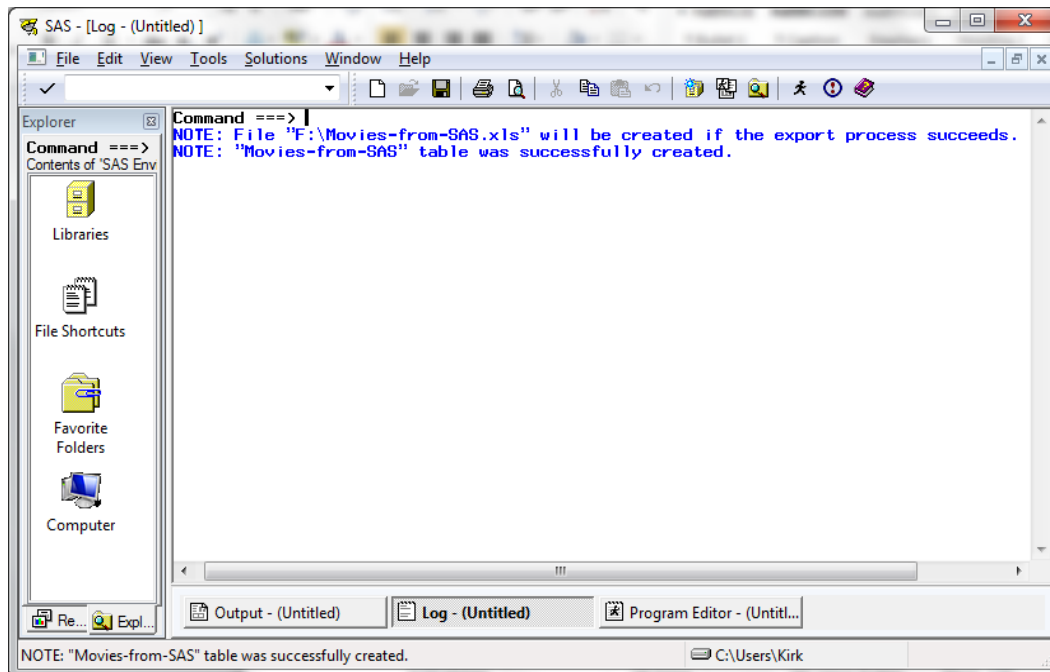 SAS - [Log - (Untitled) ]
File Edit View Tools Solutions Window Help
Explorer
Command ===>
Contents of 'SAS Env
Libraries
File Shortcuts
Favorite
Folders
Computer
Re... Expl...
Command ===>
NOTE: File "F:\Movies-from-SAS.xls" will be created if the export process succeeds.
NOTE: "Movies-from-SAS" table was successfully created.
Output - (Untitled) Log - (Untitled) Program Editor - (Untitl...
NOTE: "Movies-from-SAS" table was successfully created. C:\Users\Kirk